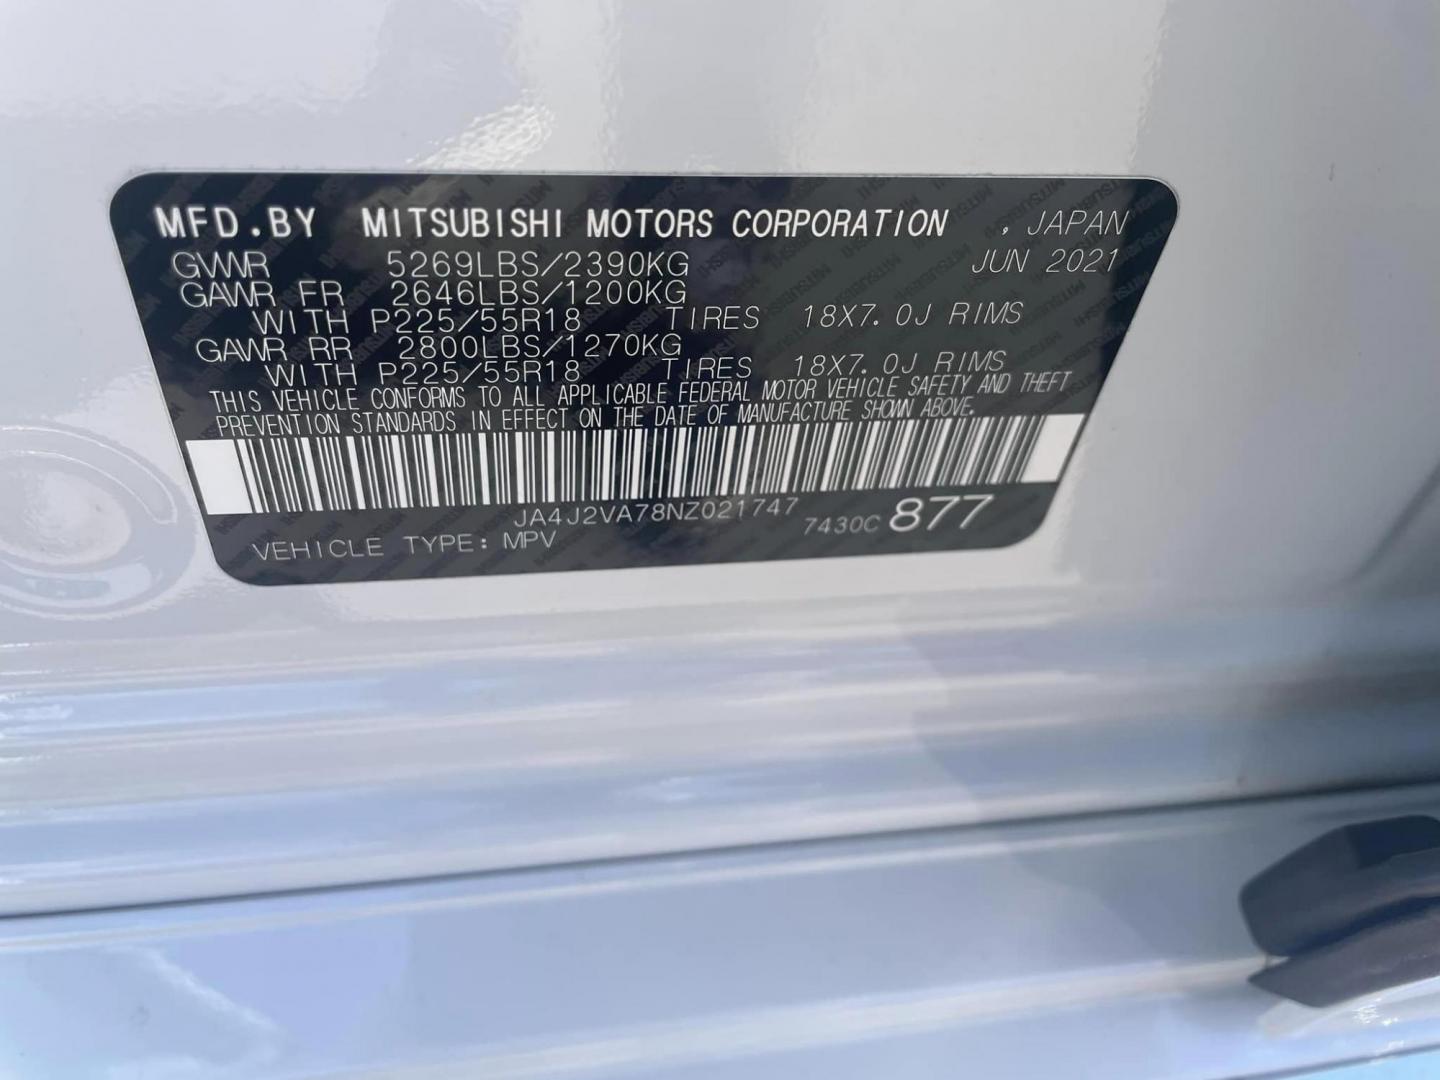 MFD.BY MITSUBISHI MOTORS CORPORATION , JAPAN
GVWR 5269LBS/2390KG JUN 2021
GAWR FR 2646LBS/1200KG
WITH P225/55R18 TIRES 18X7.0J RIMS
GAWR RR 2800LBS/1270KG
WITH P225/55R18 TIRES 18X7.0J RIMS
THIS VEHICLE CONFORMS TO ALL APPLICABLE FEDERAL MOTOR VEHICLE SAFETY AND THEFT
PREVENTION STANDARDS IN EFFECT ON THE DATE OF MANUFACTURE SHOWN ABOVE.
JA4J2VA78NZ021747 7430C 877
VEHICLE TYPE: MPV